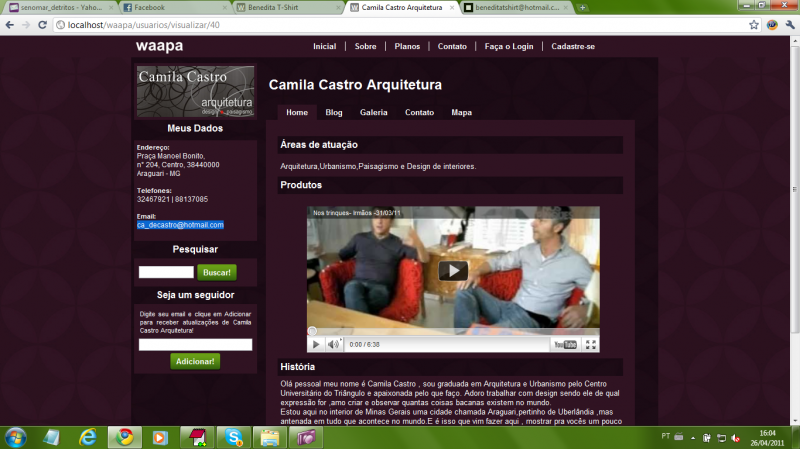 senomar_detritos - Yaho...
Facebook
Benedita T-Shirt
Camila Castro Arquitetura
beneditatshirt@hotmail.c...
localhost/waapa/usuarios/visualizar/40
waapa
Inicial | Sobre | Planos | Contato | Faça o Login | Cadastre-se
Camila Castro
arquitetura
design paisagismo
Meus Dados
Endereço:
Praça Manoel Bonito,
n° 204, Centro, 38440000
Araguari - MG
Telefones:
32467921 | 88137085
Email:
ca_decastro@hotmail.com
Pesquisar
Buscar!
Seja um seguidor
Digite seu email e clique em Adicionar
para receber atualizações de Camila
Castro Arquitetura!
Adicionar!
Camila Castro Arquitetura
Home Blog Galeria Contato Mapa
Áreas de atuação
Arquitetura,Urbanismo,Paisagismo e Design de interiores.
Produtos
Nos trinques- Irmãos -31/03/11
0:00 / 6:38
YouTube
História
Olá pessoal meu nome é Camila Castro , sou graduada em Arquitetura e Urbanismo pelo Centro
Universitário do Triângulo e apaixonada pelo que faço. Adoro trabalhar com design sendo ele de qual
expressão for ,amo criar e observar quantas coisas bacanas existem no mundo.
Estou aqui no interior de Minas Gerais uma cidade chamada Araguari,pertinho de Uberlândia ,mas
antenada em tudo que acontece no mundo.E é isso que vim fazer aqui , mostrar pra vocês um pouco
PT
16:04
26/04/2011